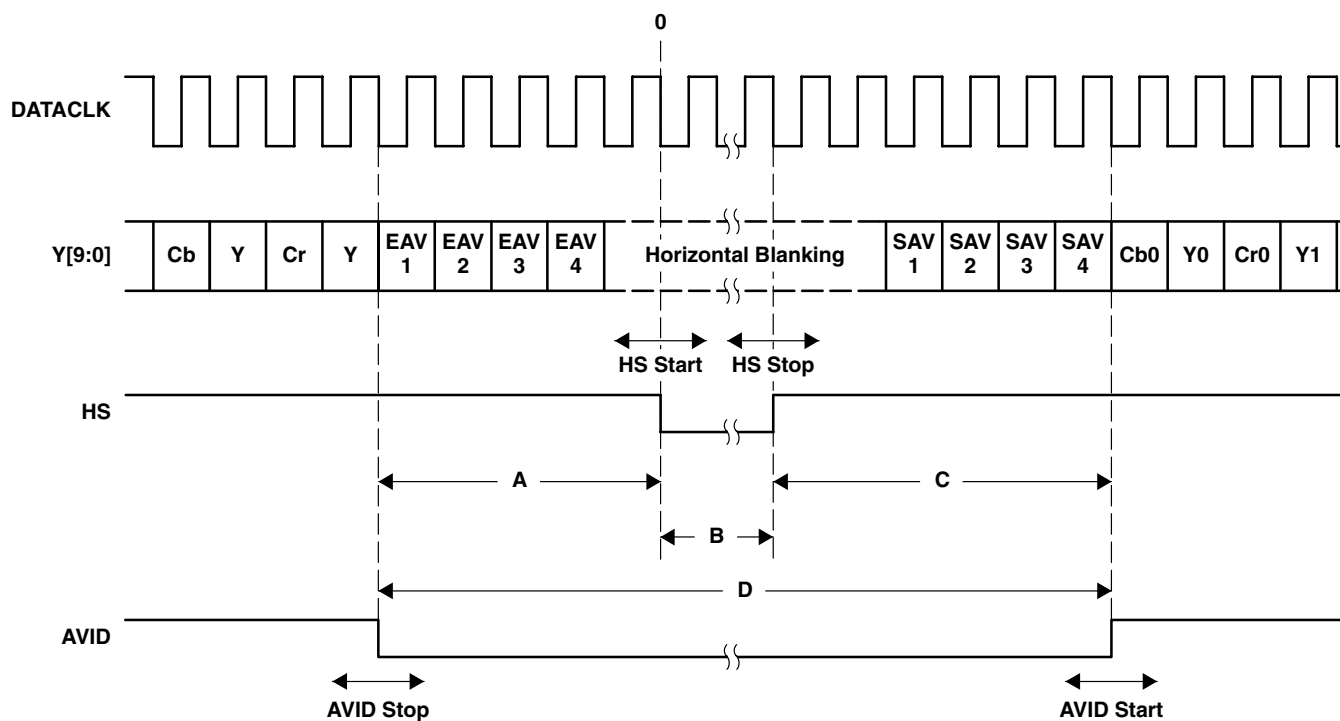 0
DATACLK
Y[9:0]
Cb Y Cr Y EAV 1 EAV 2 EAV 3 EAV 4 Horizontal Blanking SAV 1 SAV 2 SAV 3 SAV 4 Cb0 Y0 Cr0 Y1
HS Start HS Stop
HS
A C
B
D
AVID
AVID Stop AVID Start